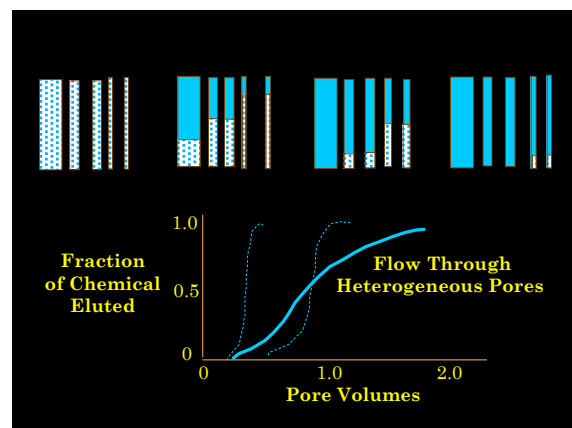 1.0
Fraction
of Chemical
Eluted
Flow Through
Heterogeneous Pores
0.5
0
0
1.0
2.0
Pore Volumes